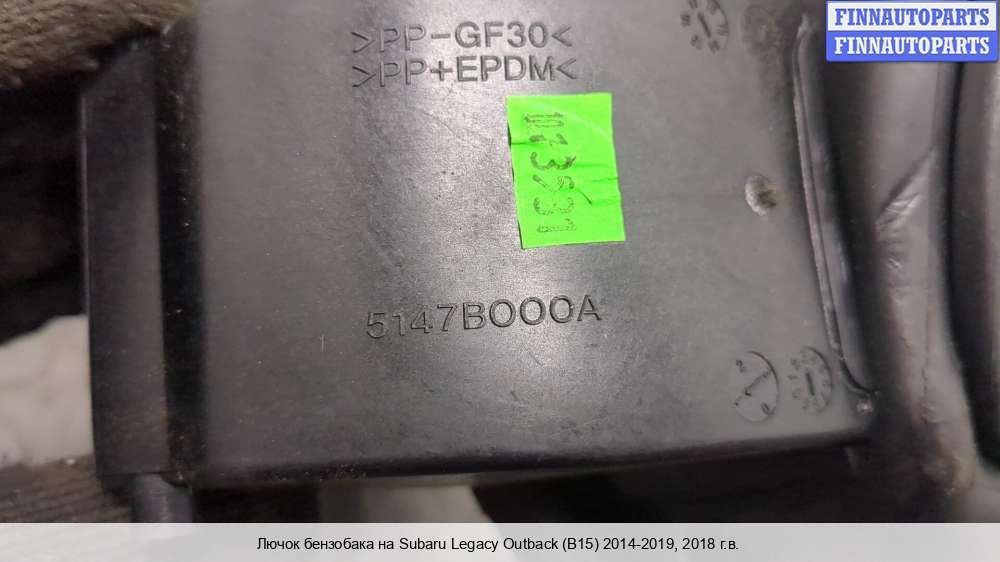 >PP-GF30<
>PP+EPDM<
FINNAUTOPARTS
FINNAUTOPARTS
5147B000A
Лючок бензобака на Subaru Legacy Outback (B15) 2014-2019, 2018 г.в.